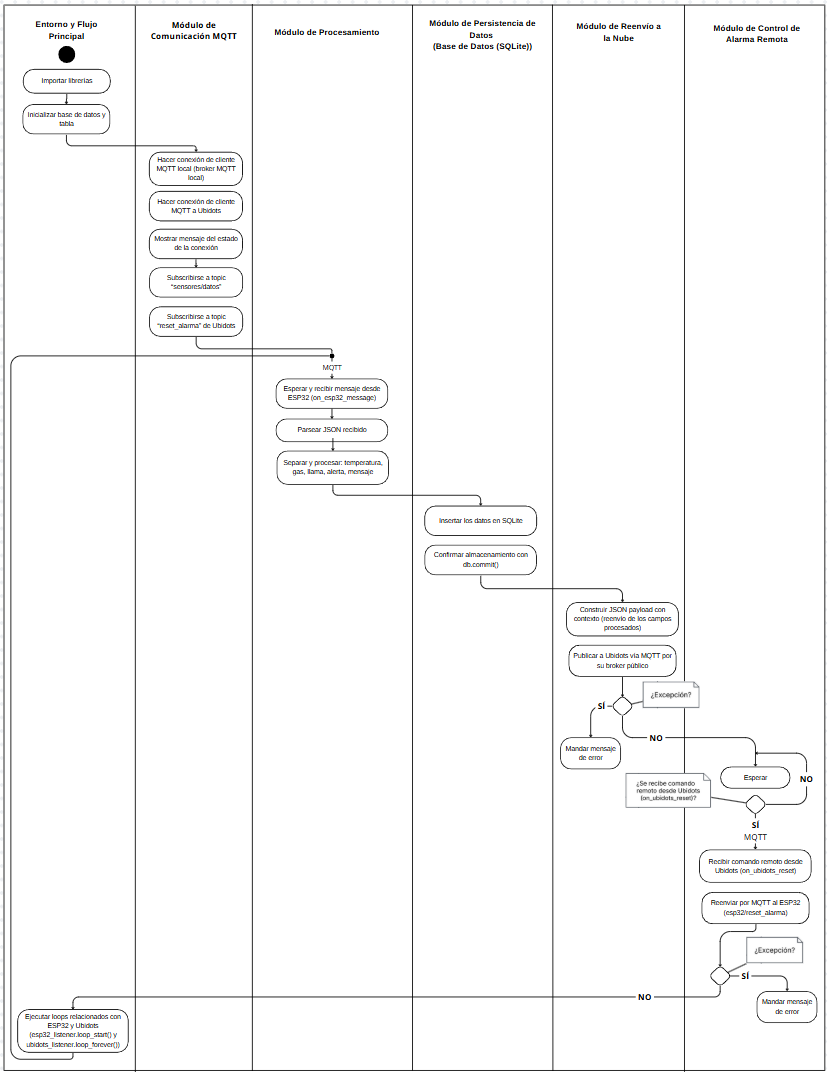 Entorno y Flujo
Principal
Módulo de
Comunicación MQTT
Módulo de Procesamiento
Módulo de Persistencia de
Datos
(Base de Datos (SQLite))
Módulo de Reenvío a
la Nube
Módulo de Control de
Alarma Remota
Importar librerías
Inicializar base de datos y
tabla
Hacer conexión de cliente
MQTT local (broker MQTT
local)
Hacer conexión de cliente
MQTT a Ubidots
Mostrar mensaje del estado
de la conexión
Subscribirse a topic
“sensores/datos”
Subscribirse a topic
“reset_alarma” de Ubidots
MQTT
Esperar y recibir mensaje desde
ESP32 (on_esp32_message)
Parsear JSON recibido
Separar y procesar: temperatura,
gas, llama, alerta, mensaje
Insertar los datos en SQLite
Confirmar almacenamiento con
db.commit()
Construir JSON payload con
contexto (reenvío de los campos
procesados)
Publicar a Ubidots vía MQTT por
su broker público
¿Excepción?
SÍ
NO
Mandar mensaje
de error
Esperar
NO
¿Se recibe comando
remoto desde Ubidots
(on_ubidots_reset)?
SÍ
MQTT
Recibir comando remoto desde
Ubidots (on_ubidots_reset)
Reenviar por MQTT al ESP32
(esp32/reset_alarma)
¿Excepción?
SÍ
NO
Mandar mensaje
de error
Ejecutar loops relacionados con
ESP32 y Ubidots
(esp32_listener.loop_start() y
ubidots_listener.loop_forever())